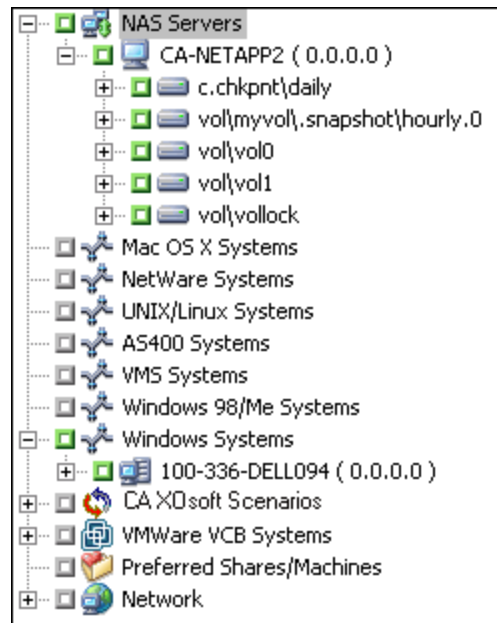 NAS Servers
CA-NETAPP2 ( 0.0.0.0 )
c.chkpnt\daily
vol\myvol\.snapshot\hourly.0
vol\vol0
vol\vol1
vol\vollock
Mac OS X Systems
NetWare Systems
UNIX/Linux Systems
AS400 Systems
VMS Systems
Windows 98/Me Systems
Windows Systems
100-336-DELL094 ( 0.0.0.0 )
CA XOsoft Scenarios
VMWare VCB Systems
Preferred Shares/Machines
Network